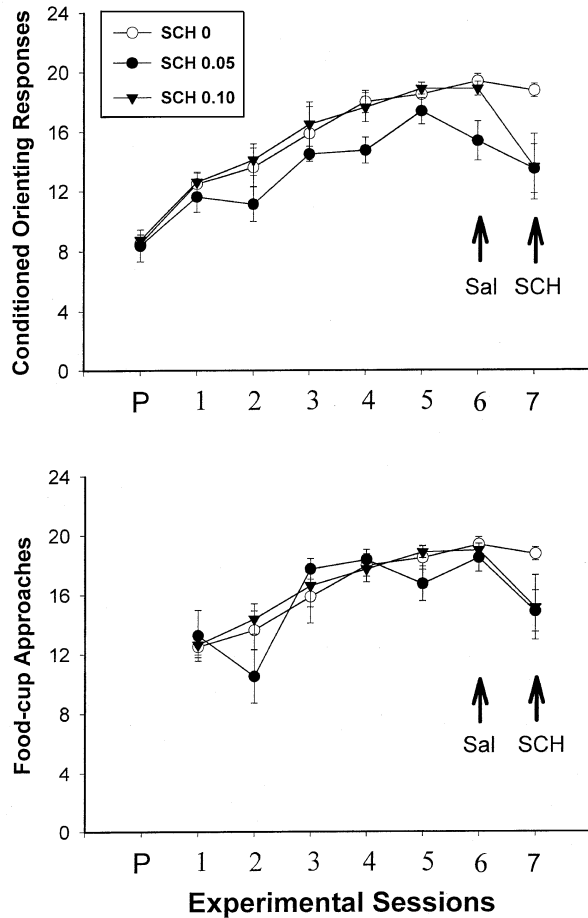 24
20
16
12
8
4
0
Conditioned Orienting Responses
SCH 0
SCH 0.05
SCH 0.10
Sal SCH
P 1 2 3 4 5 6 7
24
20
16
12
8
4
0
Food-cup Approaches
Sal SCH
P 1 2 3 4 5 6 7
Experimental Sessions